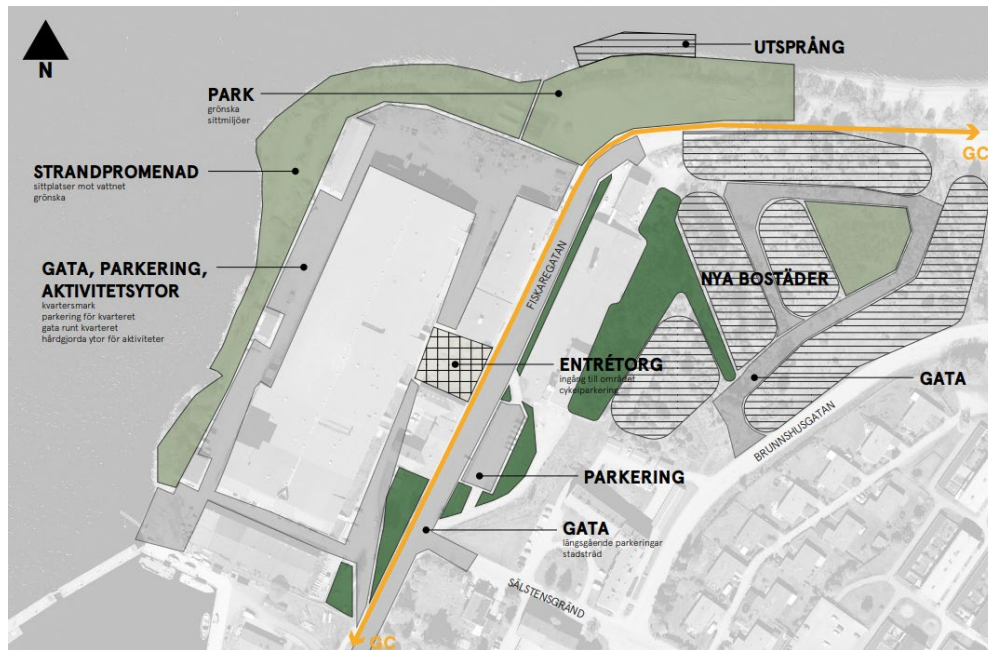 N
UTSPRÅNG
PARK
grönska
sittmiljöer
GC
STRANDPROMENAD
sittplatser mot vattnet
grönska
GATA, PARKERING,
AKTIVITETSYTOR
kvartersmark
parkering för kvarteret
gata runt kvarteret
hårdgjorda ytor för aktiviteter
FISKAREGATAN
NYA BOSTÄDER
ENTRÉTORG
ingång till området
cykelparkering
GATA
BRUNNSHUSGATAN
PARKERING
GATA
långsgående parkeringar
stadsträd
SÄLSTENSGRÄND
GC